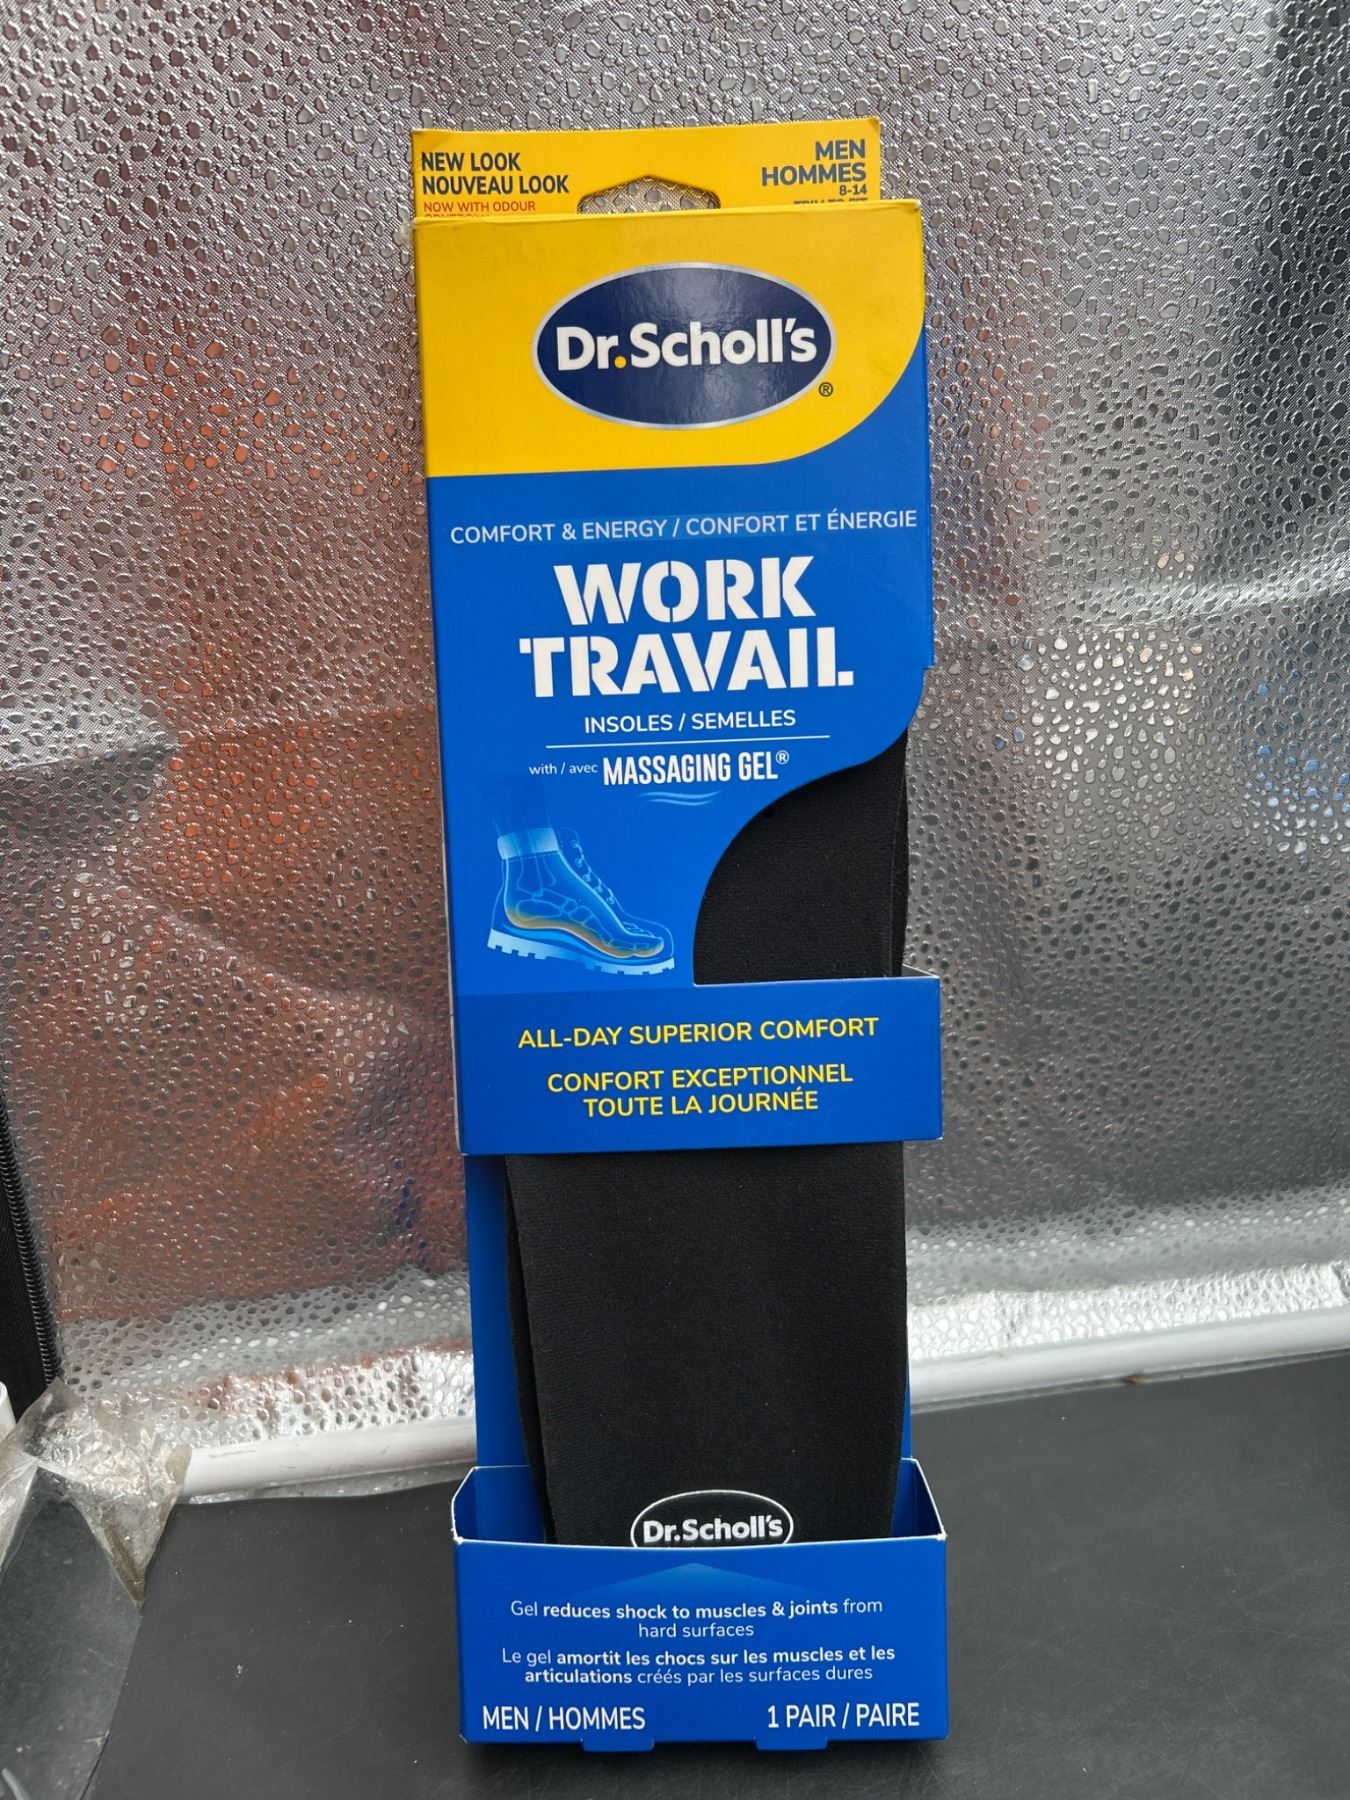 NEW LOOK
NOUVEAU LOOK
NOW WITH ODOUR
MEN
HOMMES
8-14
Dr.Scholl's
®
COMFORT & ENERGY / CONFORT ET ÉNERGIE
WORK
TRAVAIL
INSOLES / SEMELLES
with / avec MASSAGING GEL®
ALL-DAY SUPERIOR COMFORT
CONFORT EXCEPTIONNEL
TOUTE LA JOURNÉE
Dr.Scholl's
Gel reduces shock to muscles & joints from
hard surfaces
Le gel amortit les chocs sur les muscles et les
articulations créés par les surfaces dures
MEN / HOMMES
1 PAIR / PAIRE